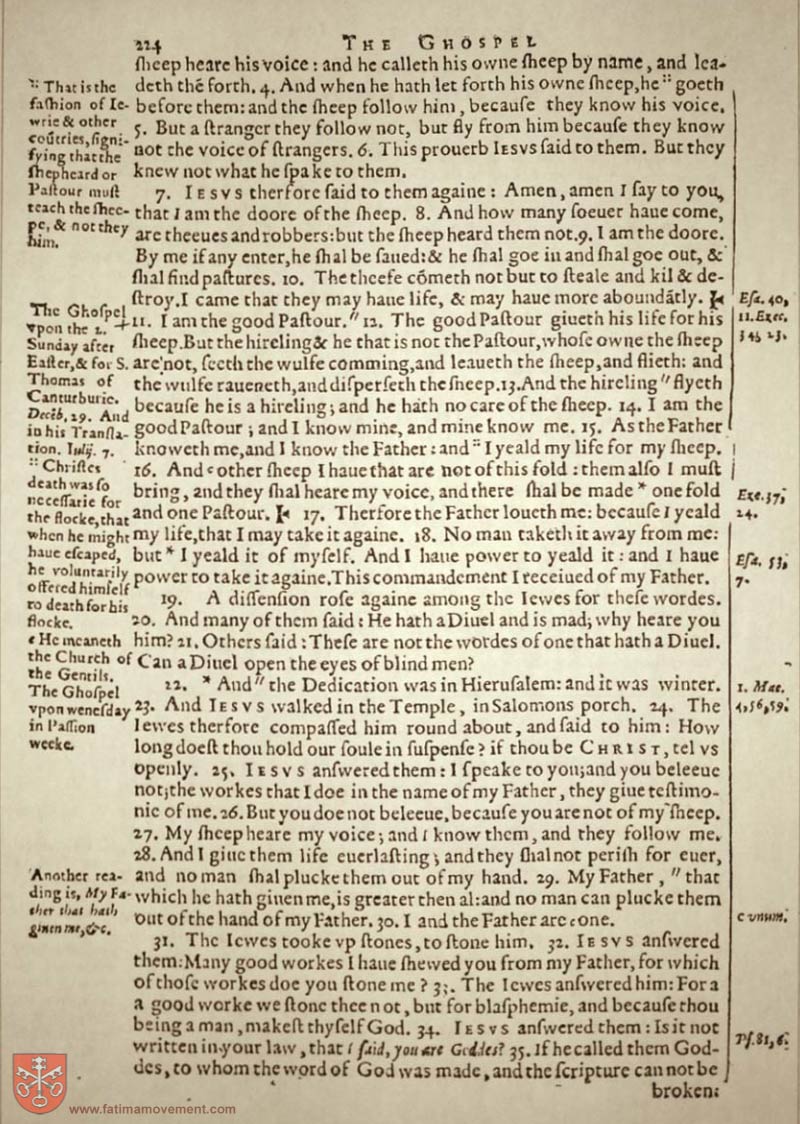 224
THE GHOSPEL
ſheep heare his voice: and he calleth his owne ſheep by name, and lea-
deth thẽ forth. 4. And when he hath let forth his owne ſheep, he :: goeth
before them: and the ſheep follow him, becauſe they know his voice.
5. But a ſtranger they follow not, but fly from him becauſe they know
not the voice of ſtrangers. 6. This prouerb IESVS ſaid to them. But they
knew not what he ſpake to them.
7. IESVS therfore ſaid to them againe: Amen, amen I ſay to you,
that I am the doore of the ſheep. 8. And how many ſoeuer haue come,
are theeues and robbers: but the ſheep heard them not. 9. I am the doore.
By me if any enter, he ſhal be ſaued: & he ſhal goe in and ſhal goe out, &
ſhal find paſtures. 10. The theefe cõmeth not but to ſteale and kil & de-
ſtroy. I came that they may haue life, & may haue more aboundãtly.
11. I am the good Paſtour." 12. The good Paſtour giueth his life for his
ſheep. But the hireling & he that is not the Paſtour, whoſe owne the ſheep
are not, ſeeth the wulfe comming, and leaueth the ſheep, and flieth: and
the wulfe raueneth, and diſperſeth the ſheep. 13. And the hireling " flyeth
becauſe he is a hireling; and he hath no care of the ſheep. 14. I am the
good Paſtour; and I know mine, and mine know me. 15. As the Father
knoweth me, and I know the Father: and :: I yeald my life for my ſheep.
16. And c other ſheep I haue that are not of this fold: them alſo I muſt
bring, and they ſhal heare my voice, and there ſhal be made * one fold
and one Paſtour. 17. Therfore the Father loueth me: becauſe I yeald
my life, that I may take it againe. 18. No man taketh it away from me:
but * I yeald it of myſelf. And I haue power to yeald it: and I haue
power to take it againe. This commandement I receiued of my Father.
19. A diſſenſion roſe againe among the Iewes for theſe wordes.
20. And many of them ſaid: He hath a Diuel and is mad; why heare you
him? 21. Others ſaid: Theſe are not the wordes of one that hath a Diuel.
Can a Diuel open the eyes of blind men?
22. * And " the Dedication was in Hieruſalem: and it was winter.
23. And IESVS walked in the Temple, in Salomons porch. 24. The
Iewes therfore compaſſed him round about, and ſaid to him: How
long doeſt thou hold our ſoule in ſuſpenſe? if thou be CHRIST, tel vs
openly. 25. IESVS anſwered them: I ſpeake to you; and you beleeue
not; the workes that I doe in the name of my Father, they giue teſtimo-
nie of me. 26. But you doe not beleeue, becauſe you are not of my ſheep.
27. My ſheep heare my voice; and I know them, and they follow me.
28. And I giue them life euerlaſting; and they ſhal not periſh for euer,
and no man ſhal plucke them out of my hand. 29. My Father, " that
which he hath giuen me, is greater then al: and no man can plucke them
out of the hand of my Father. 30. I and the Father are c one.
31. The Iewes tooke vp ſtones, to ſtone him. 32. IESVS anſwered
them: Many good workes I haue ſhewed you from my Father, for which
of thoſe workes doe you ſtone me? 33. The Iewes anſwered him: For a
a good worke we ſtone thee not, but for blaſphemie, and becauſe thou
being a man, makeſt thyſelf God. 34. IESVS anſwered them: Is it not
written in your law, that I ſaid, you are Goddes? 35. If he called them God-
des, to whom the word of God was made, and the ſcripture can not be
broken:
:: That is the
faſhion of Ie-
wrie & other
coũtries, ſigni-
fying that the
ſhepheard or
Paſtour muſt
teach the ſhee-
pe, & not they
him.
The Ghoſpel
vpon the 2.
Sunday after
Eaſter, & for S.
Thomas of
Canturburie.
Decẽb. 29. And
in his Tranſla-
tion. Iulij. 7.
:: Chriſtes
death was ſo
neceſſarie for
the flocke, that
when he might
haue eſcaped,
he voluntarily
offered himſelf
to death for his
flocke.
c He meaneth
the Church of
the Gentils.
The Ghoſpel
vpon weneſday
in Paſſion
weeke.
Another rea-
ding is, My Fa-
ther that hath
giuen me, &c.
Eſa. 40,
11. Ezec.
34, 23.
Eze. 37,
24.
Eſa. 53,
7.
1. Mac.
4, 56, 59.
c vnum.
Pſ. 81, 6.
www.fatimamovement.com